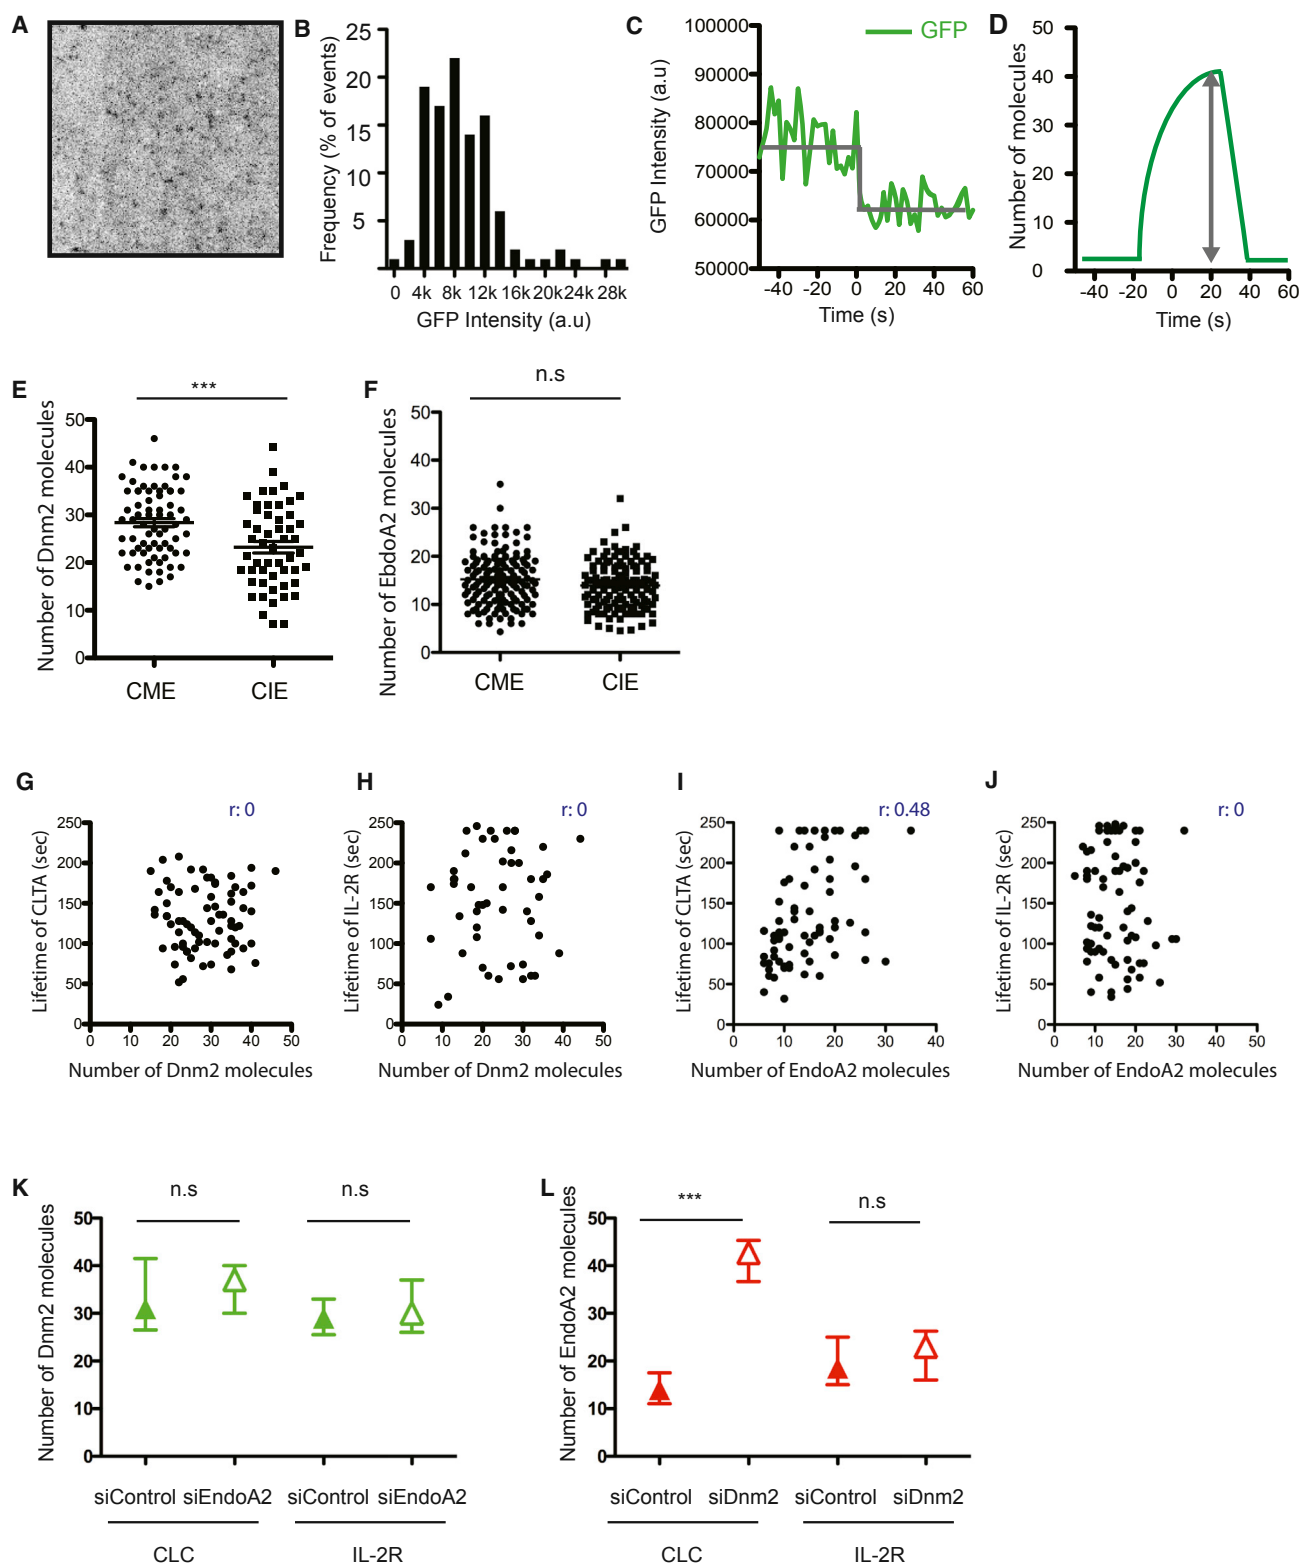 A
B
Frequency (% of events)
25
20
15
10
5
0 4k 8k 12k 16k 20k 24k 28k
GFP Intensity (a.u)
C
GFP Intensity (a.u)
GFP
100000
90000
80000
70000
60000
50000
-40 -20 0 20 40 60
Time (s)
D
Number of molecules
50
40
30
20
10
0
-40 -20 0 20 40 60
Time (s)
E
***
Number of Dnm2 molecules
50
40
30
20
10
0
CME CIE
F
n.s
Number of EbdoA2 molecules
50
40
30
20
10
0
CME CIE
G
r: 0
Lifetime of CLTA (sec)
250
200
150
100
50
0
0 10 20 30 40 50
Number of Dnm2 molecules
H
r: 0
Lifetime of IL-2R (sec)
250
200
150
100
50
0
0 10 20 30 40 50
Number of Dnm2 molecules
I
r: 0.48
Lifetime of CLTA (sec)
250
200
150
100
50
0
0 10 20 30 40
Number of EndoA2 molecules
J
r: 0
Lifetime of IL-2R (sec)
250
200
150
100
50
0
0 10 20 30 40 50
Number of EndoA2 molecules
K
n.s n.s
Number of Dnm2 molecules
50
40
30
20
10
0
siControl siEndoA2 siControl siEndoA2
CLC IL-2R
L
*** n.s
Number of EndoA2 molecules
50
40
30
20
10
0
siControl siDnm2 siControl siDnm2
CLC IL-2R